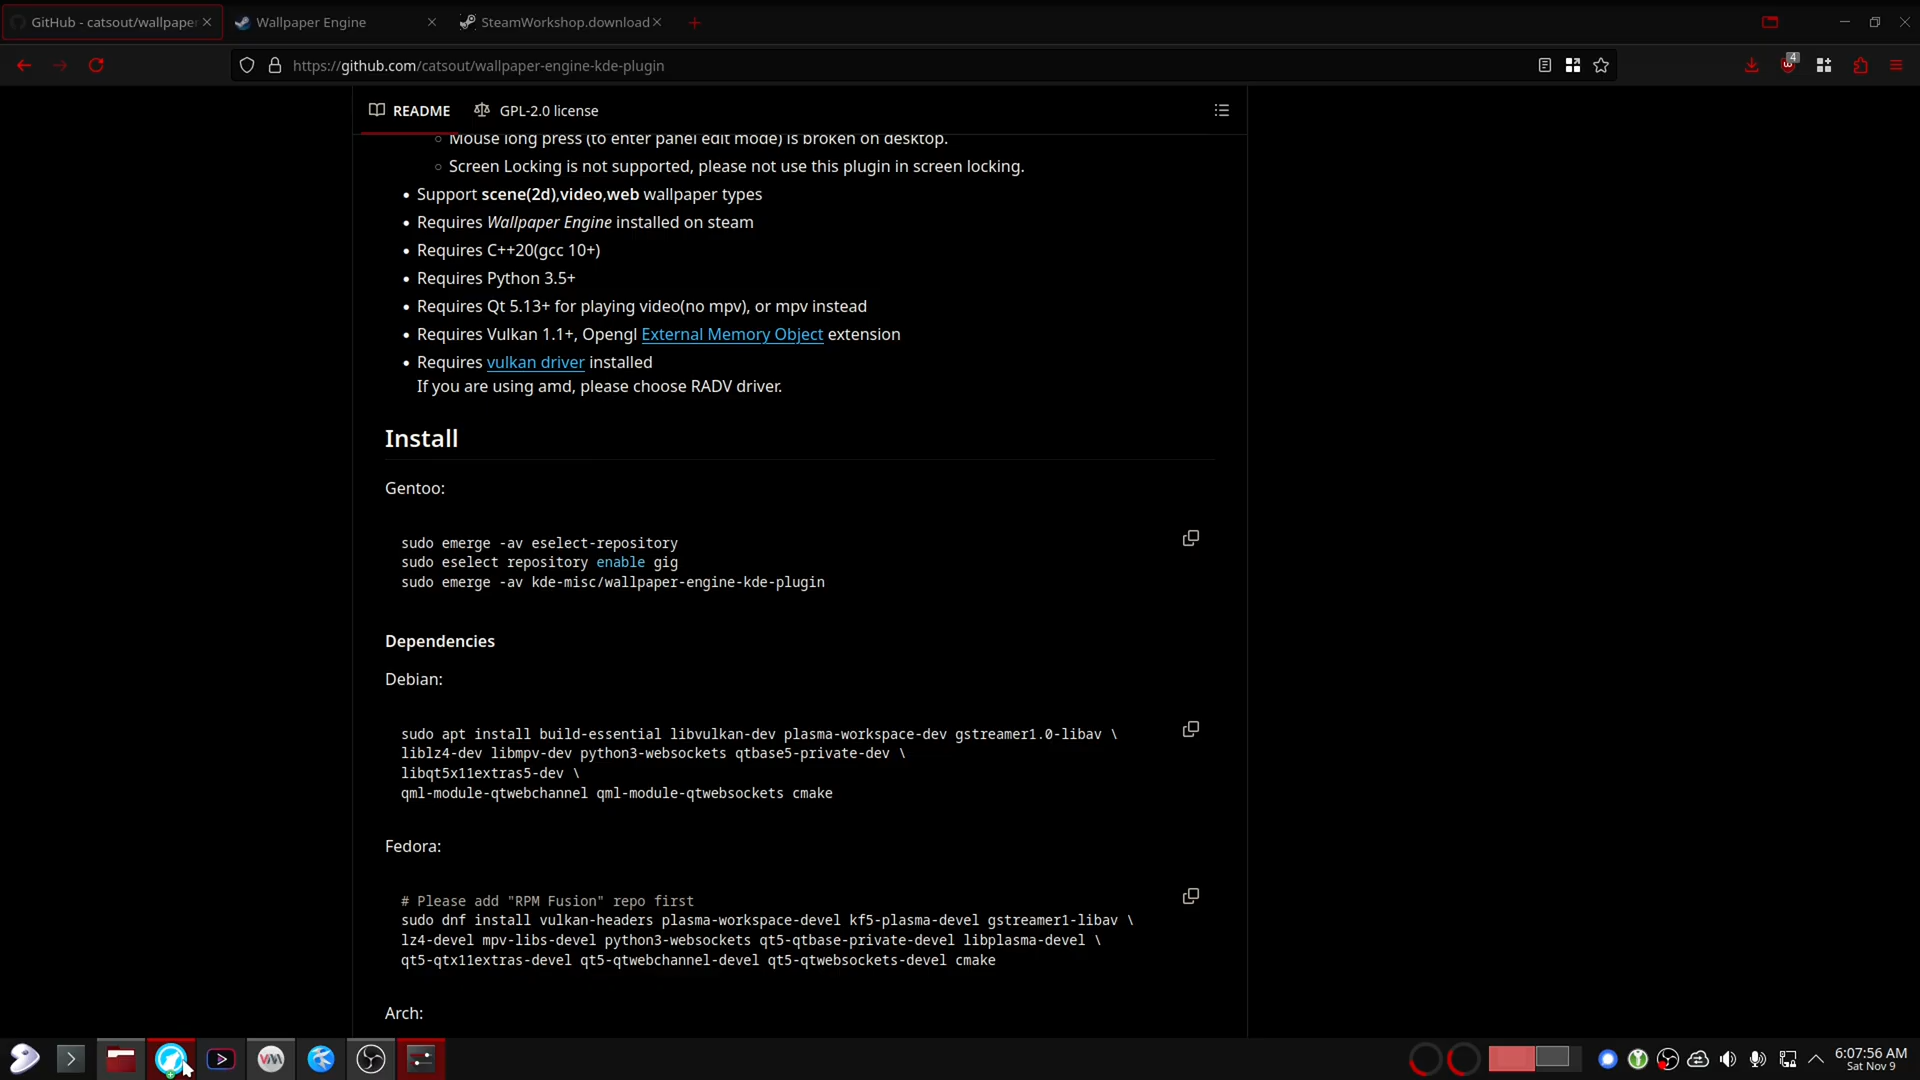 GitHub - catsout/wallpaper
Wallpaper Engine
SteamWorkshop.download
https://github.com/catsout/wallpaper-engine-kde-plugin
4
README
GPL-2.0 license
Mouse long press (to enter panel edit mode) is broken on desktop.
Screen Locking is not supported, please not use this plugin in screen locking.
Support scene(2d),video,web wallpaper types
Requires Wallpaper Engine installed on steam
Requires C++20(gcc 10+)
Requires Python 3.5+
Requires Qt 5.13+ for playing video(no mpv), or mpv instead
Requires Vulkan 1.1+, Opengl External Memory Object extension
Requires vulkan driver installed
If you are using amd, please choose RADV driver.
Install
Gentoo:
sudo emerge -av eselect-repository
sudo eselect repository enable gig
sudo emerge -av kde-misc/wallpaper-engine-kde-plugin
Dependencies
Debian:
sudo apt install build-essential libvulkan-dev plasma-workspace-dev gstreamer1.0-libav \
liblz4-dev libmpv-dev python3-websockets qtbase5-private-dev \
libqt5x11extras5-dev \
qml-module-qtwebchannel qml-module-qtwebsockets cmake
Fedora:
# Please add "RPM Fusion" repo first
sudo dnf install vulkan-headers plasma-workspace-devel kf5-plasma-devel gstreamer1-libav \
lz4-devel mpv-libs-devel python3-websockets qt5-qtbase-private-devel libplasma-devel \
qt5-qtx11extras-devel qt5-qtwebchannel-devel qt5-qtwebsockets-devel cmake
Arch:
6:07:56 AM
Sat Nov 9